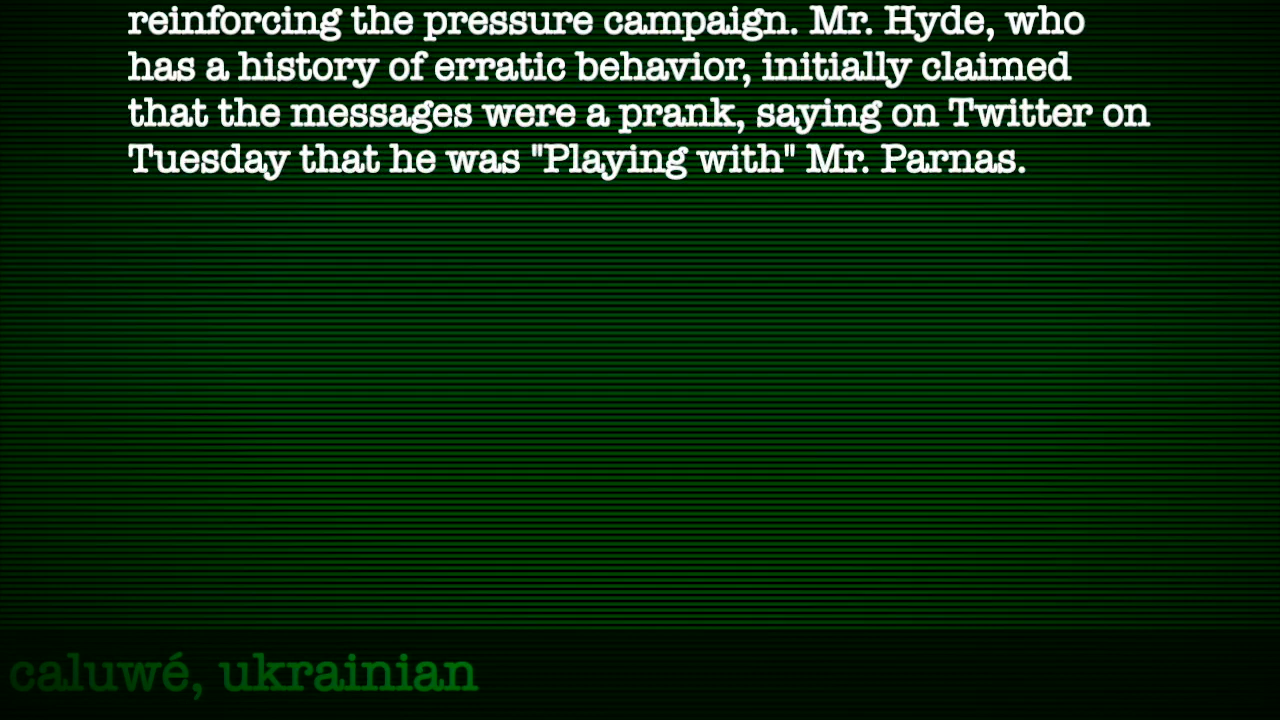 reinforcing the pressure campaign. Mr. Hyde, who
has a history of erratic behavior, initially claimed
that the messages were a prank, saying on Twitter on
Tuesday that he was "Playing with" Mr. Parnas.
caluwé, ukrainian